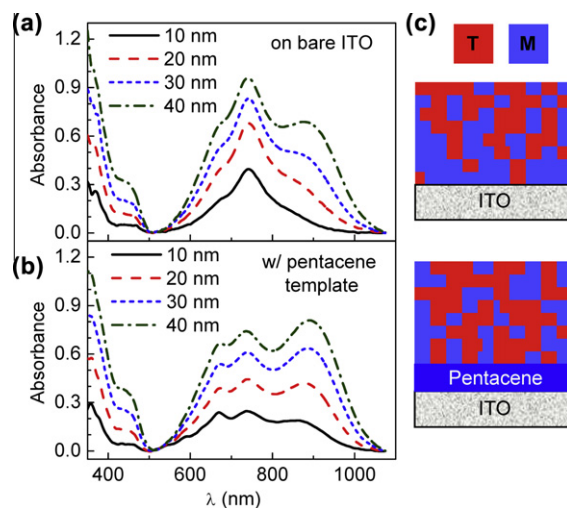 (a)
1.2
0.9
0.6
0.3
0.0
Absorbance
10 nm
20 nm
30 nm
40 nm
on bare ITO
(b)
1.2
0.9
0.6
0.3
0.0
Absorbance
10 nm
20 nm
30 nm
40 nm
w/ pentacene
template
400 600 800 1000
λ (nm)
(c)
T M
ITO
Pentacene
ITO